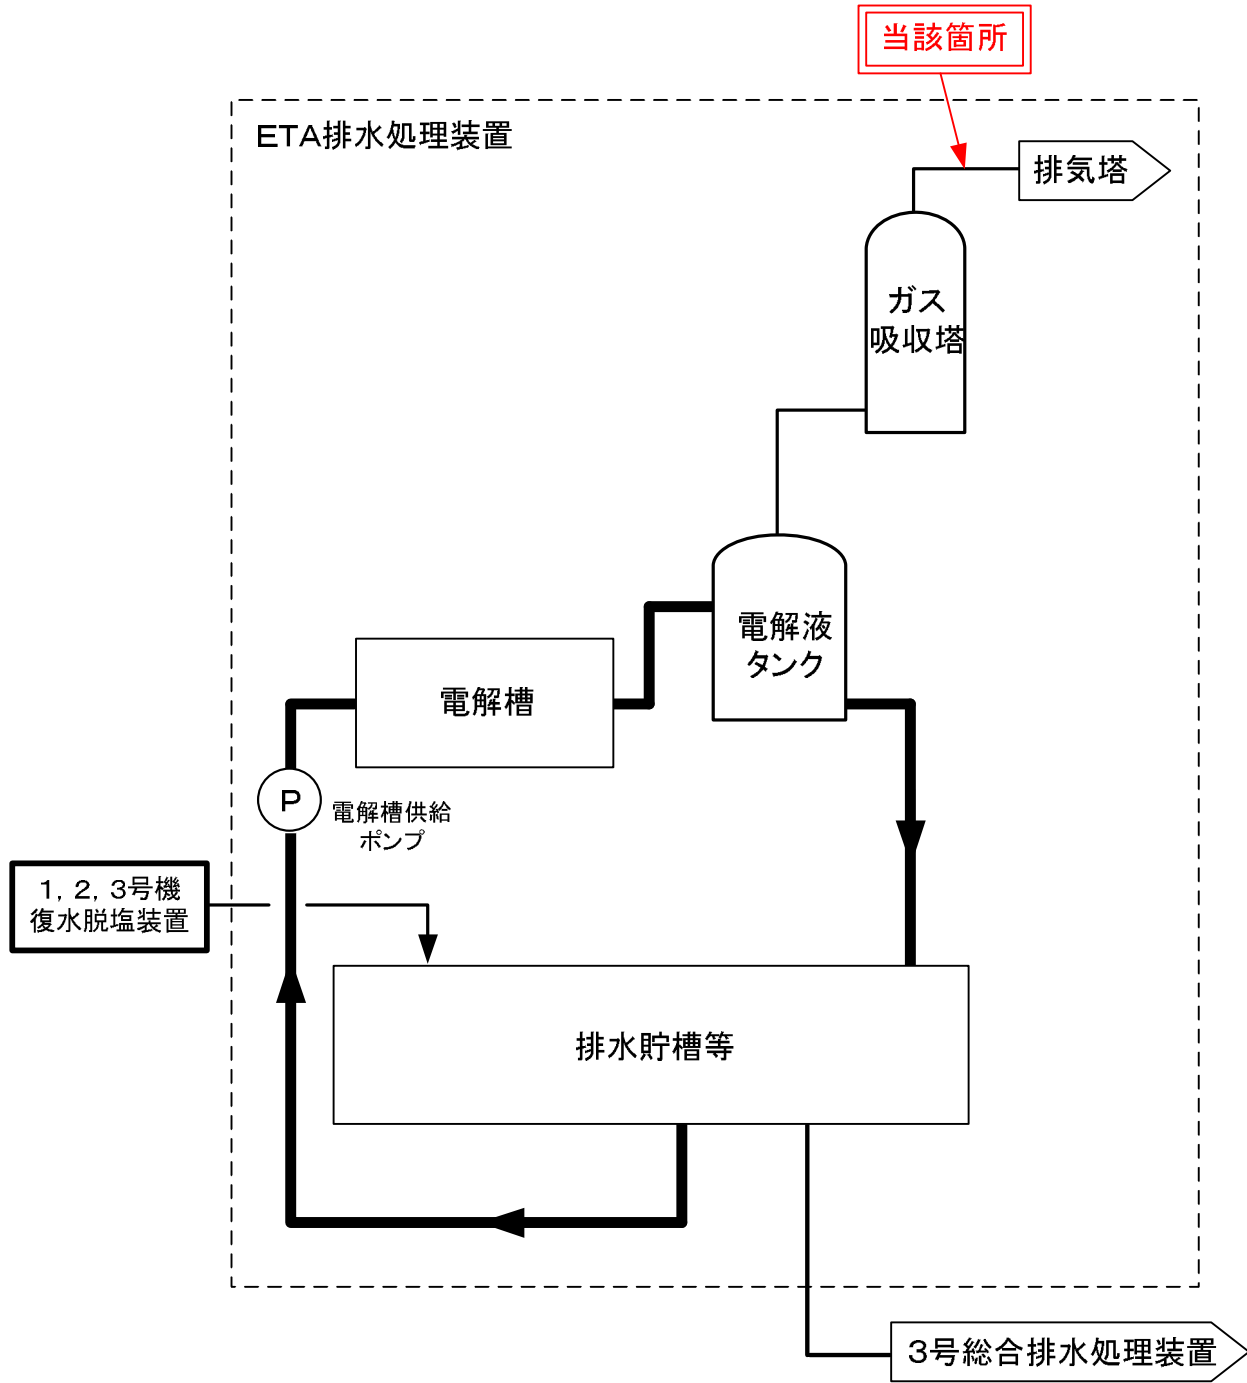 当該箇所
ETA排水処理装置
排気塔
ガス
吸収塔
電解液
タンク
電解槽
P
電解槽供給
ポンプ
1, 2, 3号機
復水脱塩装置
排水貯槽等
3号総合排水処理装置